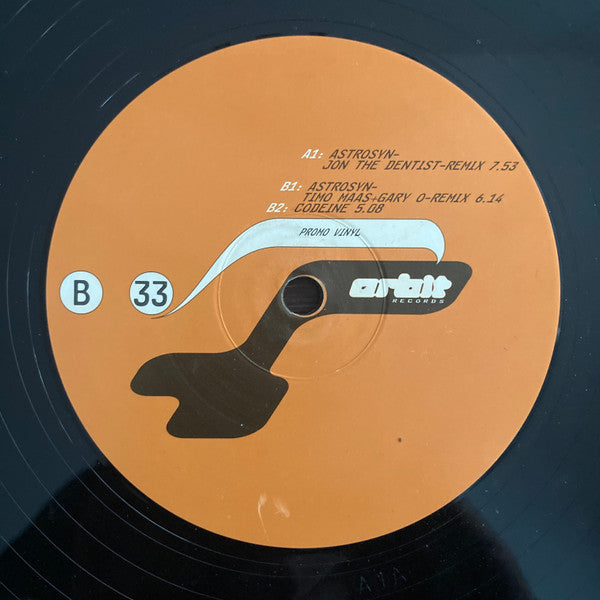 A1: ASTROSYN-
JON THE DENTIST-REMIX 7.53
B1: ASTROSYN-
TIMO MAAS+GARY O-REMIX 6.14
B2: CODEINE 5.08
PROMO VINYL
B 33
orbit
RECORDS
A1A